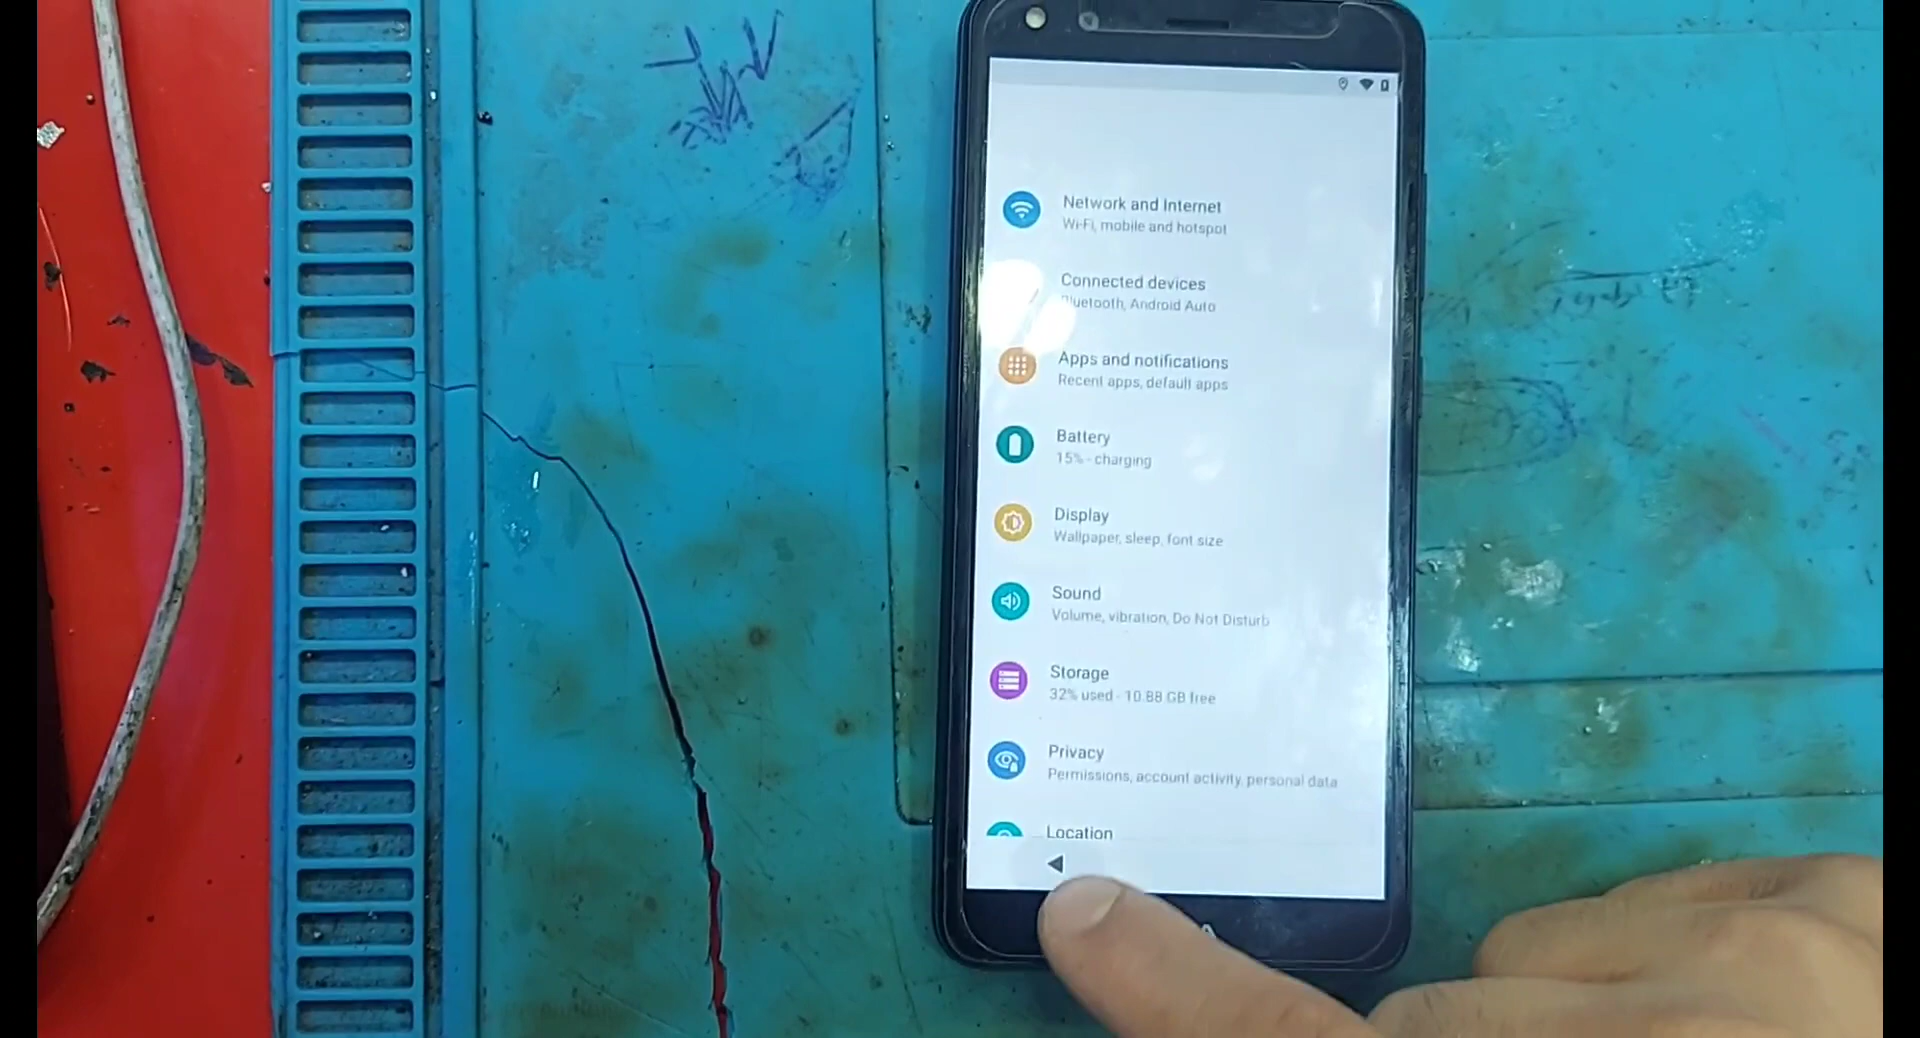 Network and Internet
Wi-Fi, mobile and hotspot
Connected devices
Bluetooth, Android Auto
Apps and notifications
Recent apps, default apps
Battery
15% - charging
Display
Wallpaper, sleep, font size
Sound
Volume, vibration, Do Not Disturb
Storage
32% used - 10.88 GB free
Privacy
Permissions, account activity, personal data
Location